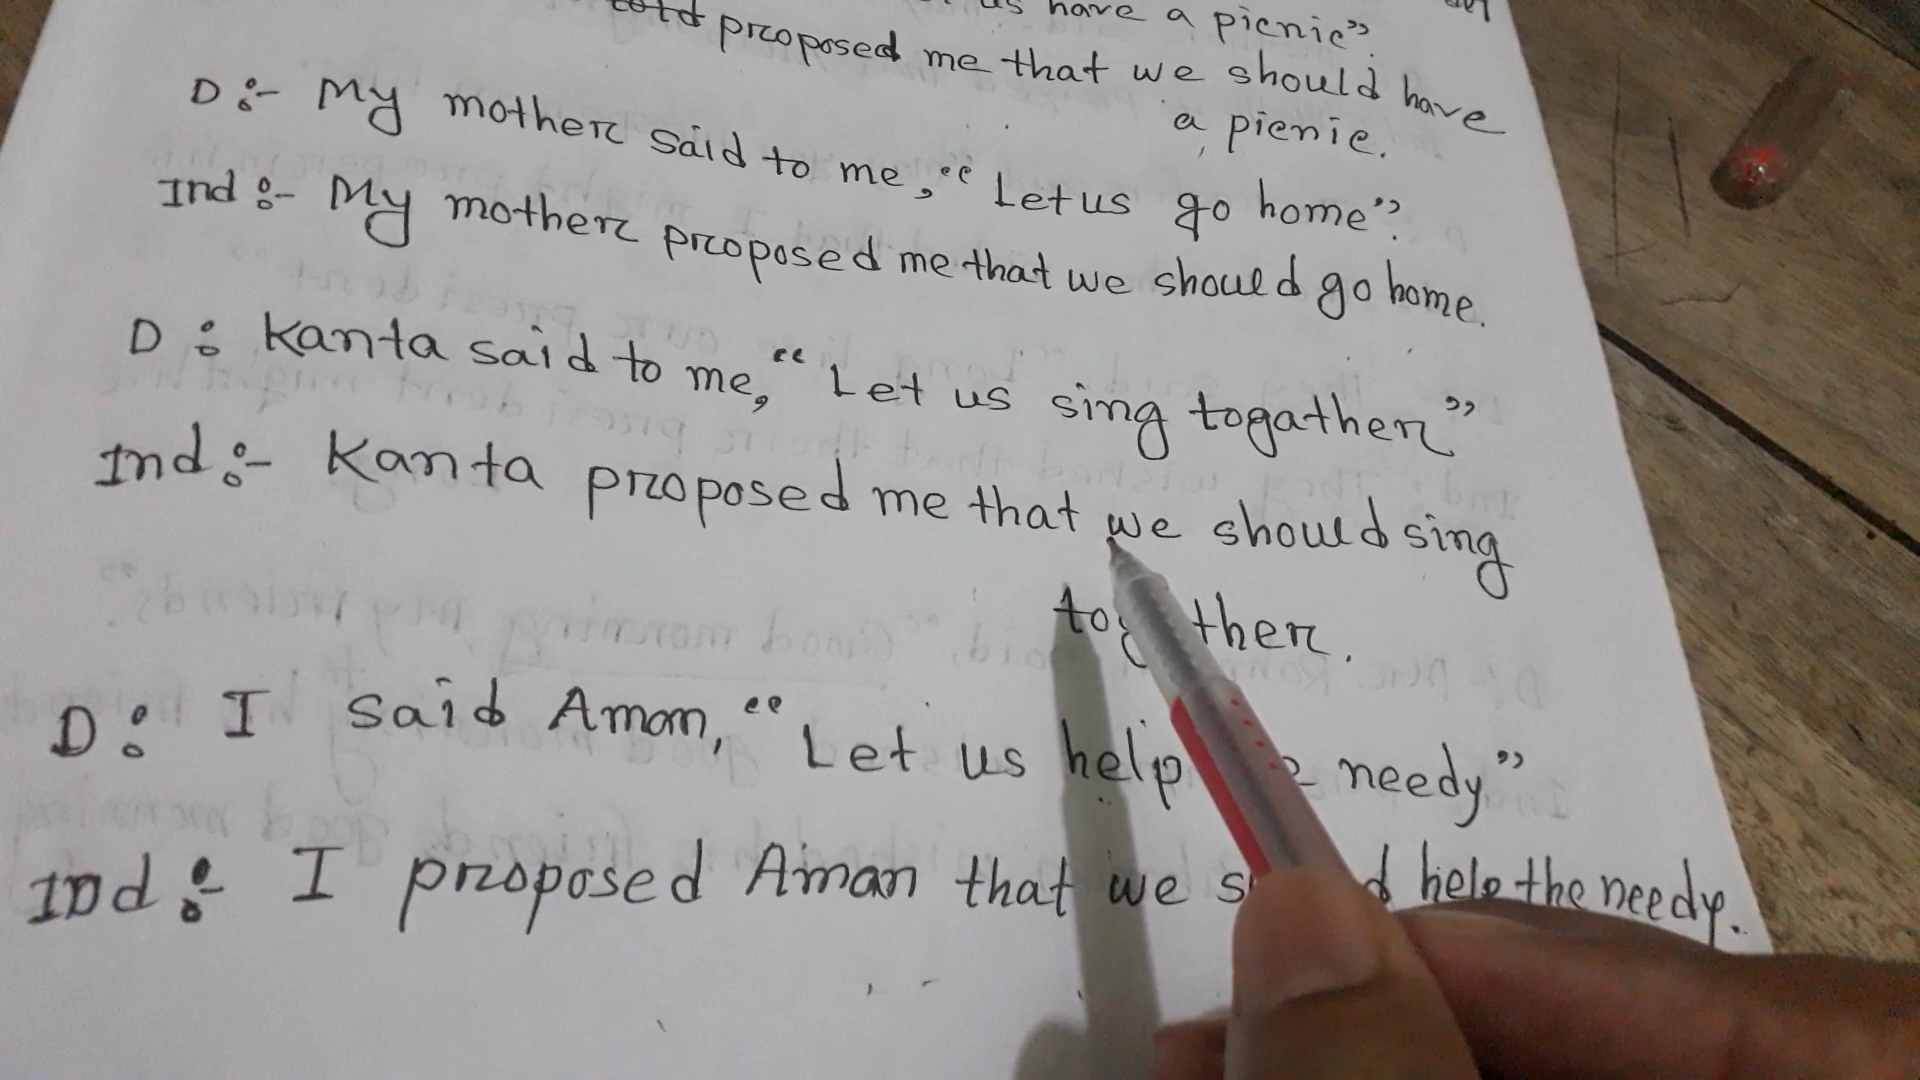 us have a picnic".
told proposed me that we should have
a picnic.
D :- My mother said to me, "Let us go home".
Ind :- My mother proposed me that we should go home.
D : Kanta said to me, "Let us sing togather"
Ind :- Kanta proposed me that we should sing
together.
D : I said Aman, "Let us help needy"
Ind :- I proposed Aman that we help the needy.